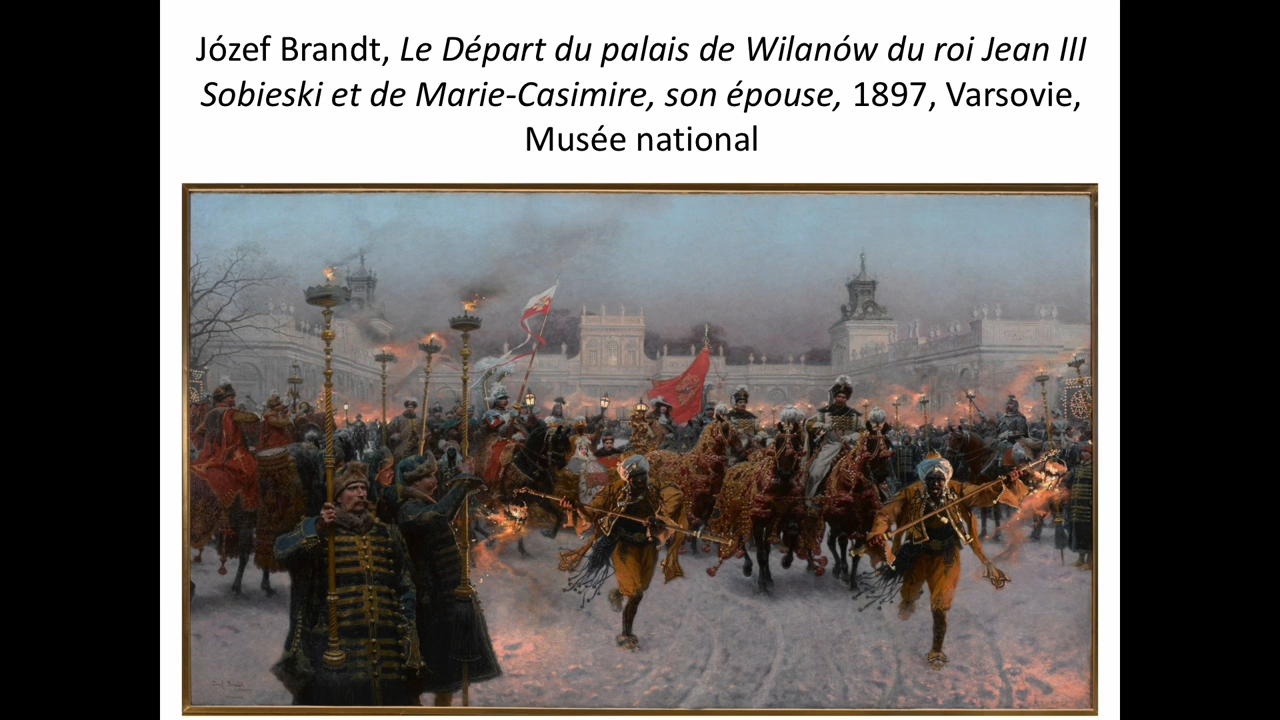 Józef Brandt, Le Départ du palais de Wilanów du roi Jean III
Sobieski et de Marie-Casimire, son épouse, 1897, Varsovie,
Musée national